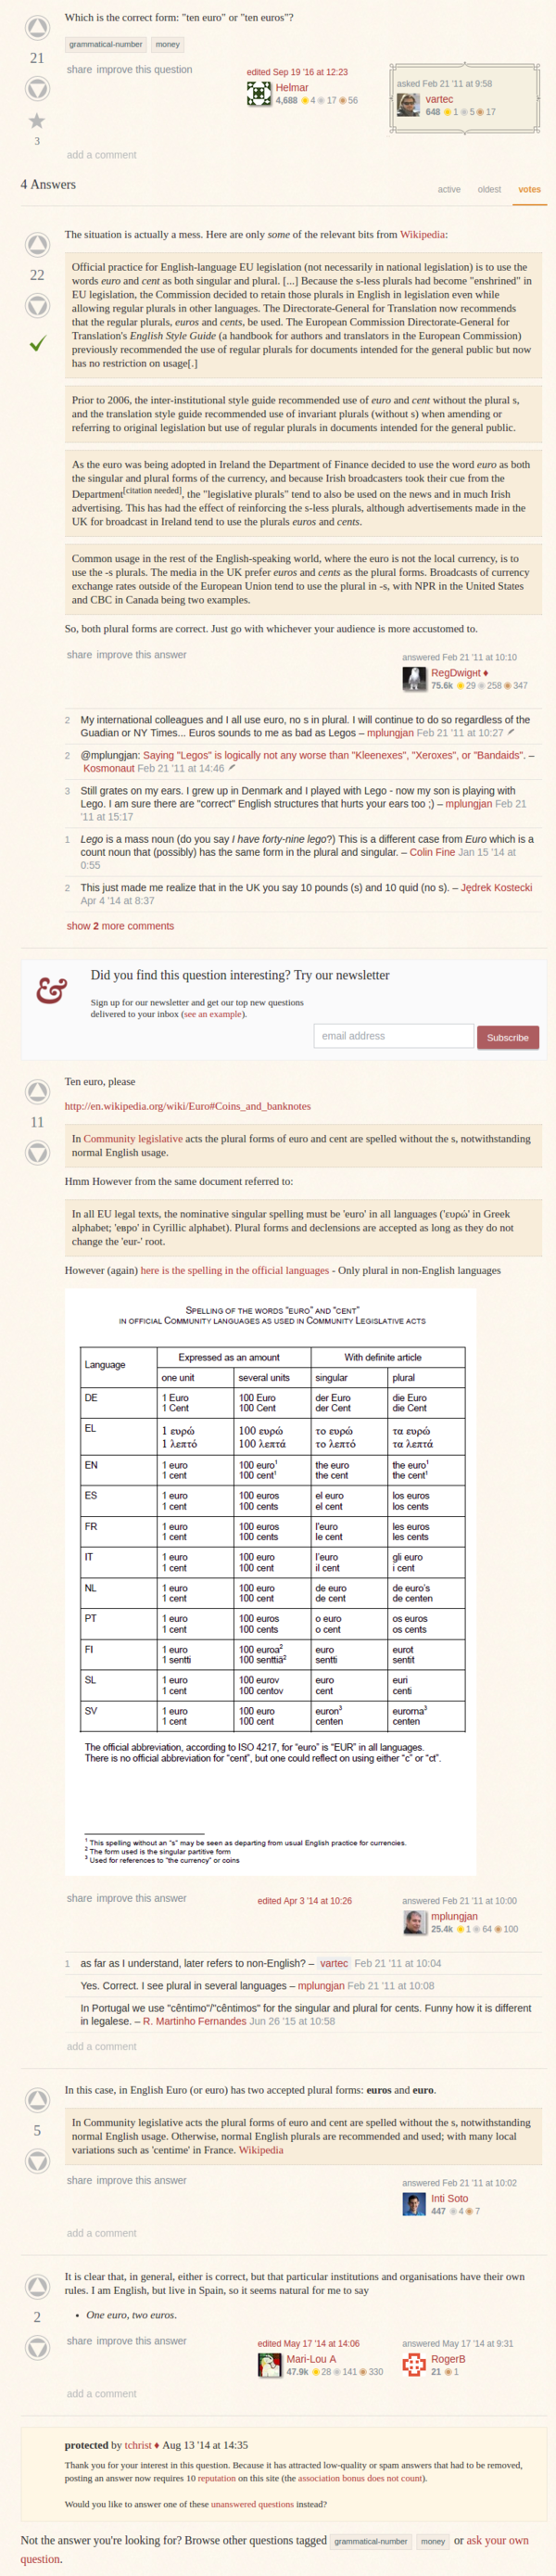 Which is the correct form: "ten euro" or "ten euros"?
grammatical-number money
21
share improve this question
edited Sep 19 '16 at 12:23
Helmar
4,688 4 17 56
asked Feb 21 '11 at 9:58
vartec
648 1 5 17
3
add a comment
4 Answers
active oldest votes
The situation is actually a mess. Here are only some of the relevant bits from Wikipedia:
22
Official practice for English-language EU legislation (not necessarily in national legislation) is to use the
words euro and cent as both singular and plural. [...] Because the s-less plurals had become "enshrined" in
EU legislation, the Commission decided to retain those plurals in English in legislation even while
allowing regular plurals in other languages. The Directorate-General for Translation now recommends
that the regular plurals, euros and cents, be used. The European Commission Directorate-General for
Translation's English Style Guide (a handbook for authors and translators in the European Commission)
previously recommended the use of regular plurals for documents intended for the general public but now
has no restriction on usage[.]
Prior to 2006, the inter-institutional style guide recommended use of euro and cent without the plural s,
and the translation style guide recommended use of invariant plurals (without s) when amending or
referring to original legislation but use of regular plurals in documents intended for the general public.
As the euro was being adopted in Ireland the Department of Finance decided to use the word euro as both
the singular and plural forms of the currency, and because Irish broadcasters took their cue from the
Department[citation needed], the "legislative plurals" tend to also be used on the news and in much Irish
advertising. This has had the effect of reinforcing the s-less plurals, although advertisements made in the
UK for broadcast in Ireland tend to use the plurals euros and cents.
Common usage in the rest of the English-speaking world, where the euro is not the local currency, is to
use the -s plurals. The media in the UK prefer euros and cents as the plural forms. Broadcasts of currency
exchange rates outside of the European Union tend to use the plural in -s, with NPR in the United States
and CBC in Canada being two examples.
So, both plural forms are correct. Just go with whichever your audience is more accustomed to.
share improve this answer
answered Feb 21 '11 at 10:10
RegDwigнt ♦
75.6k 29 258 347
2 My international colleagues and I all use euro, no s in plural. I will continue to do so regardless of the
Guadian or NY Times... Euros sound to me as bad as Legos – mplungjan Feb 21 '11 at 10:27
2 @mplungjan: Saying "Legos" is logically not any worse than "Kleenexes", "Xeroxes", or "Bandaids". –
Kosmonaut Feb 21 '11 at 14:46
3 Still grates on my ears. I grew up in Denmark and I played with Lego - now my son is playing with
Lego. I am sure there are "correct" English structures that hurts your ears too ;) – mplungjan Feb 21
'11 at 15:17
1 Lego is a mass noun (do you say I have forty-nine lego?) This is a different case from Euro which is a
count noun that (possibly) has the same form in the plural and singular. – Colin Fine Jan 15 '14 at
0:55
2 This just made me realize that in the UK you say 10 pounds (s) and 10 quid (no s). – Jędrek Kostecki
Apr 4 '14 at 8:37
show 2 more comments
&
Did you find this question interesting? Try our newsletter
Sign up for our newsletter and get our top new questions
delivered to your inbox (see an example).
email address Subscribe
Ten euro, please
11
http://en.wikipedia.org/wiki/Euro#Coins_and_banknotes
In Community legislative acts the plural forms of euro and cent are spelled without the s, notwithstanding
normal English usage.
Hmm However from the same document referred to:
In all EU legal texts, the nominative singular spelling must be 'euro' in all languages ('ευρώ' in Greek
alphabet; 'евро' in Cyrillic alphabet). Plural forms and declensions are accepted as long as they do not
change the 'eur-' root.
However (again) here is the spelling in the official languages - Only plural in non-English languages
SPELLING OF THE WORDS "EURO" AND "CENT"
IN OFFICIAL COMMUNITY LANGUAGES AS USED IN COMMUNITY LEGISLATIVE ACTS
Language Expressed as an amount With definite article
one unit several units singular plural
DE 1 Euro 100 Euro der Euro die Euro
1 Cent 100 Cent der Cent die Cent
EL 1 ευρώ 100 ευρώ το ευρώ τα ευρώ
1 λεπτό 100 λεπτά το λεπτό τα λεπτά
EN 1 euro 100 euro¹ the euro the euro¹
1 cent 100 cent¹ the cent the cent¹
ES 1 euro 100 euros el euro los euros
1 cent 100 cents el cent los cents
FR 1 euro 100 euros l'euro les euros
1 cent 100 cents le cent les cents
IT 1 euro 100 euro l'euro gli euro
1 cent 100 cent il cent i cent
NL 1 euro 100 euro de euro de euro's
1 cent 100 cent de cent de centen
PT 1 euro 100 euros o euro os euros
1 cent 100 cents o cent os cents
FI 1 euro 100 euroa² euro eurot
1 sentti 100 senttiä² sentti sentit
SL 1 euro 100 eurov euro euri
1 cent 100 centov cent centi
SV 1 euro 100 euro euron³ eurorna³
1 cent 100 cent centen centen
The official abbreviation, according to ISO 4217, for "euro" is "EUR" in all languages.
There is no official abbreviation for "cent", but one could reflect on using either "c" or "ct".
¹ This spelling without an "s" may be seen as departing from usual English practice for currencies.
² The form used is the singular partitive form
³ Used for references to "the currency" or coins
share improve this answer
edited Apr 3 '14 at 10:26
answered Feb 21 '11 at 10:00
mplungjan
25.4k 1 64 100
1 as far as I understand, later refers to non-English? – vartec Feb 21 '11 at 10:04
Yes. Correct. I see plural in several languages – mplungjan Feb 21 '11 at 10:08
In Portugal we use "cêntimo"/"cêntimos" for the singular and plural for cents. Funny how it is different
in legalese. – R. Martinho Fernandes Jun 26 '15 at 10:58
add a comment
In this case, in English Euro (or euro) has two accepted plural forms: euros and euro.
5
In Community legislative acts the plural forms of euro and cent are spelled without the s, notwithstanding
normal English usage. Otherwise, normal English plurals are recommended and used; with many local
variations such as 'centime' in France. Wikipedia
share improve this answer
answered Feb 21 '11 at 10:02
Inti Soto
447 4 7
add a comment
It is clear that, in general, either is correct, but that particular institutions and organisations have their own
rules. I am English, but live in Spain, so it seems natural for me to say
2
• One euro, two euros.
share improve this answer
edited May 17 '14 at 14:06
Mari-Lou A
47.9k 28 141 330
answered May 17 '14 at 9:31
RogerB
21 1
add a comment
protected by tchrist ♦ Aug 13 '14 at 14:35
Thank you for your interest in this question. Because it has attracted low-quality or spam answers that had to be removed,
posting an answer now requires 10 reputation on this site (the association bonus does not count).
Would you like to answer one of these unanswered questions instead?
Not the answer you're looking for? Browse other questions tagged grammatical-number money or ask your own
question.